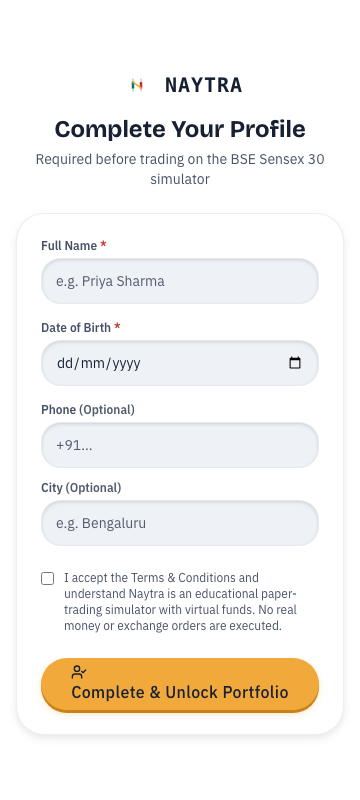 NAYTRA
Complete Your Profile
Required before trading on the BSE Sensex 30
simulator
Full Name *
e.g. Priya Sharma
Date of Birth *
dd/mm/yyyy
Phone (Optional)
+91...
City (Optional)
e.g. Bengaluru
I accept the Terms & Conditions and
understand Naytra is an educational paper-
trading simulator with virtual funds. No real
money or exchange orders are executed.
Complete & Unlock Portfolio